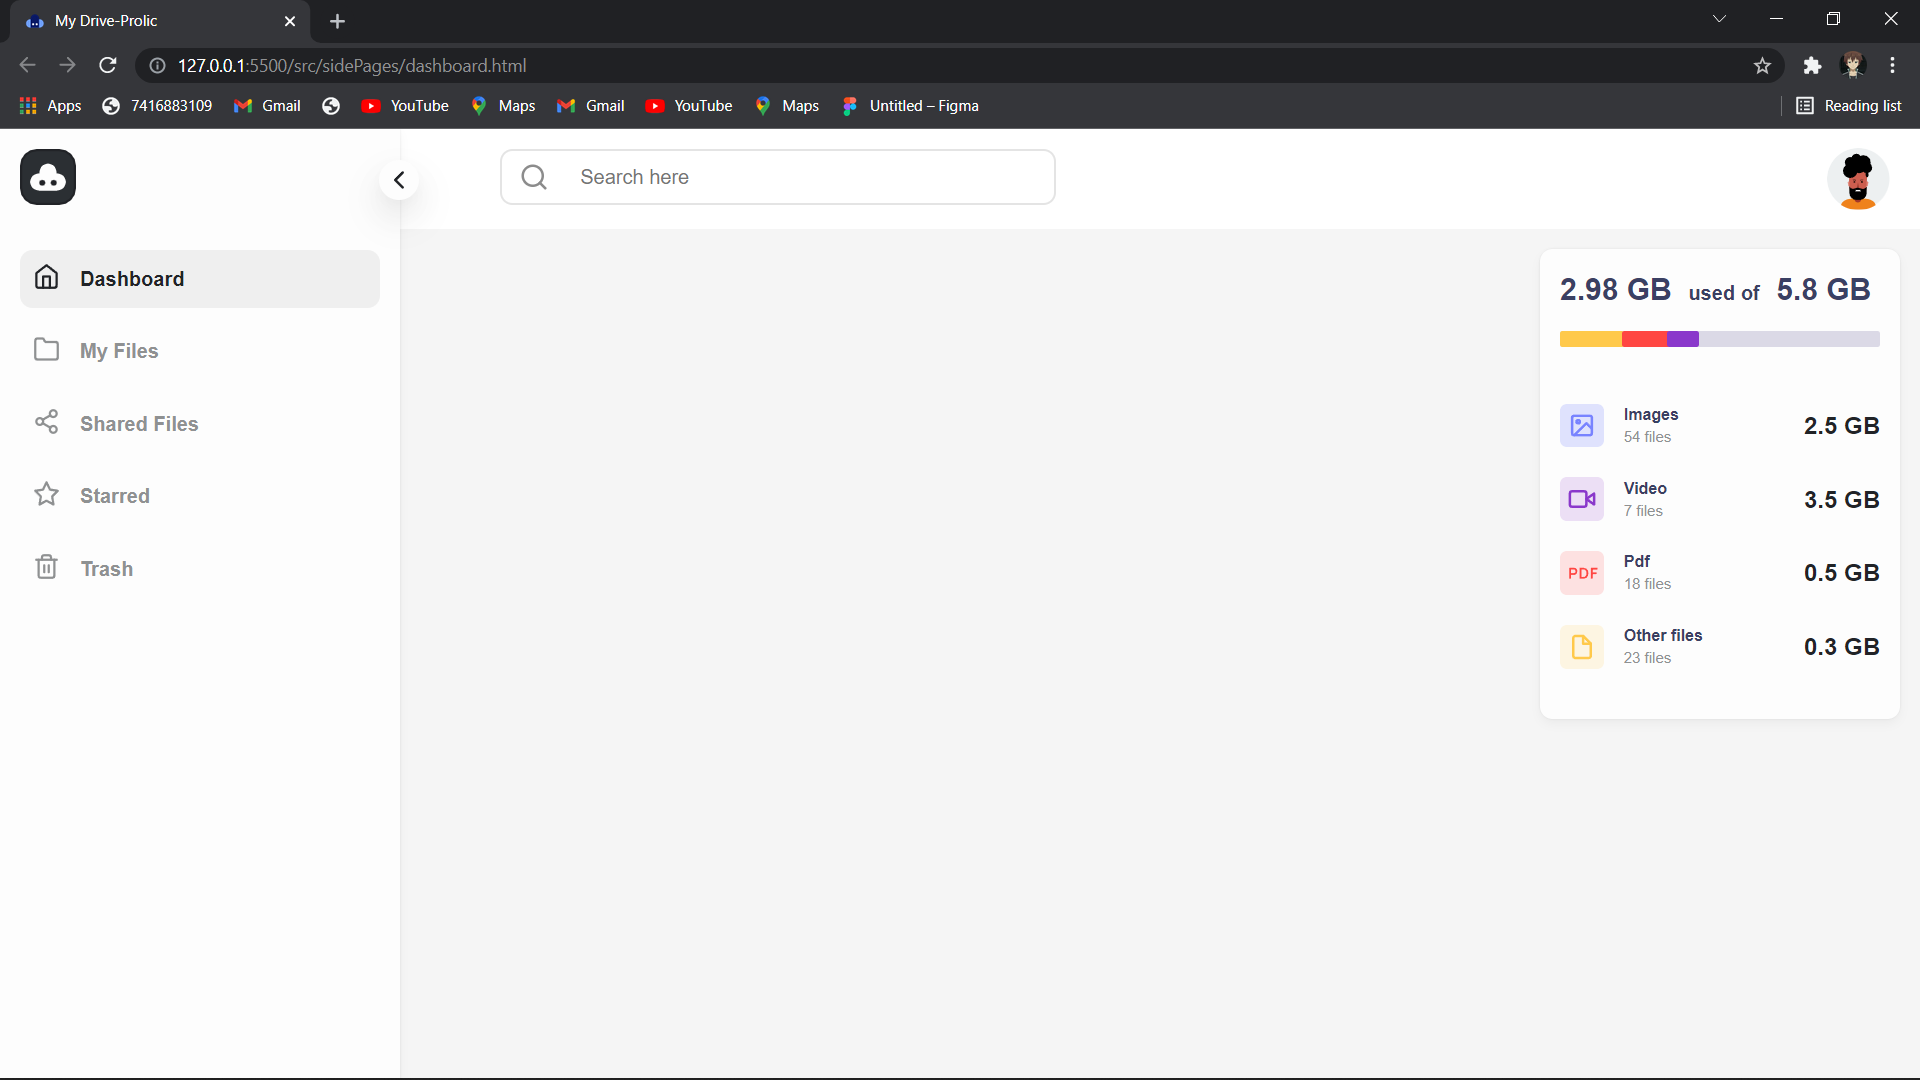 My Drive-Prolic
127.0.0.1:5500/src/sidePages/dashboard.html
Apps 7416883109 Gmail YouTube Maps Gmail YouTube Maps Untitled – Figma Reading list
Search here
Dashboard
My Files
Shared Files
Starred
Trash
2.98 GB used of 5.8 GB
Images
54 files
2.5 GB
Video
7 files
3.5 GB
PDF
Pdf
18 files
0.5 GB
Other files
23 files
0.3 GB